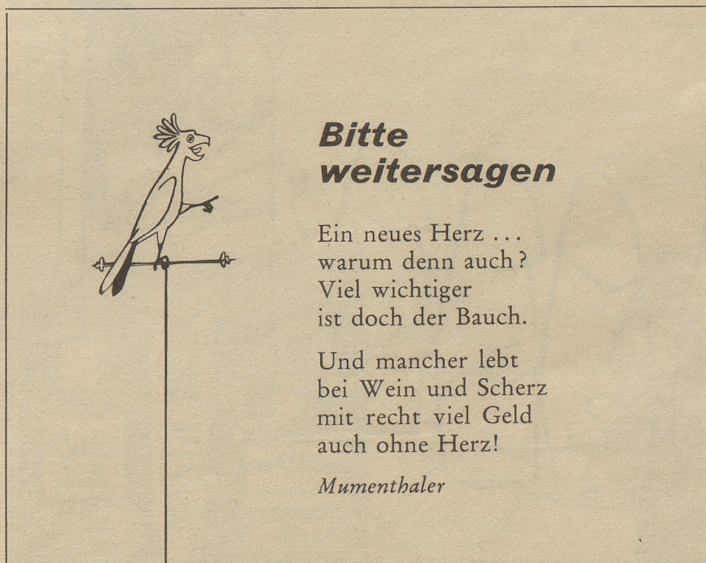 Bitte
weitersagen
Ein neues Herz ...
warum denn auch?
Viel wichtiger
ist doch der Bauch.
Und mancher lebt
bei Wein und Scherz
mit recht viel Geld
auch ohne Herz!
Mumenthaler